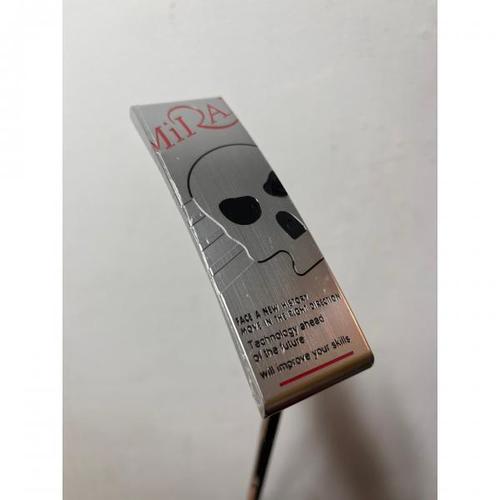 MiRA
FACE A NEW HISTORY
MOVE IN THE RIGHT DIRECTION
Technology ahead
of the future
will improve your skills